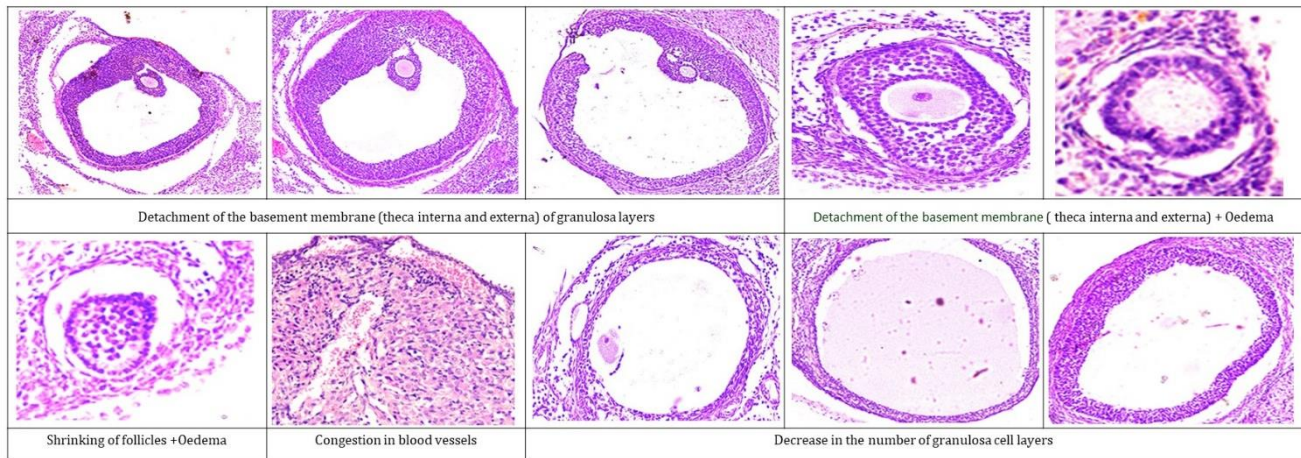 Detachment of the basement membrane (theca interna and externa) of granulosa layers
Detachment of the basement membrane ( theca interna and externa) + Oedema
Shrinking of follicles +Oedema
Congestion in blood vessels
Decrease in the number of granulosa cell layers